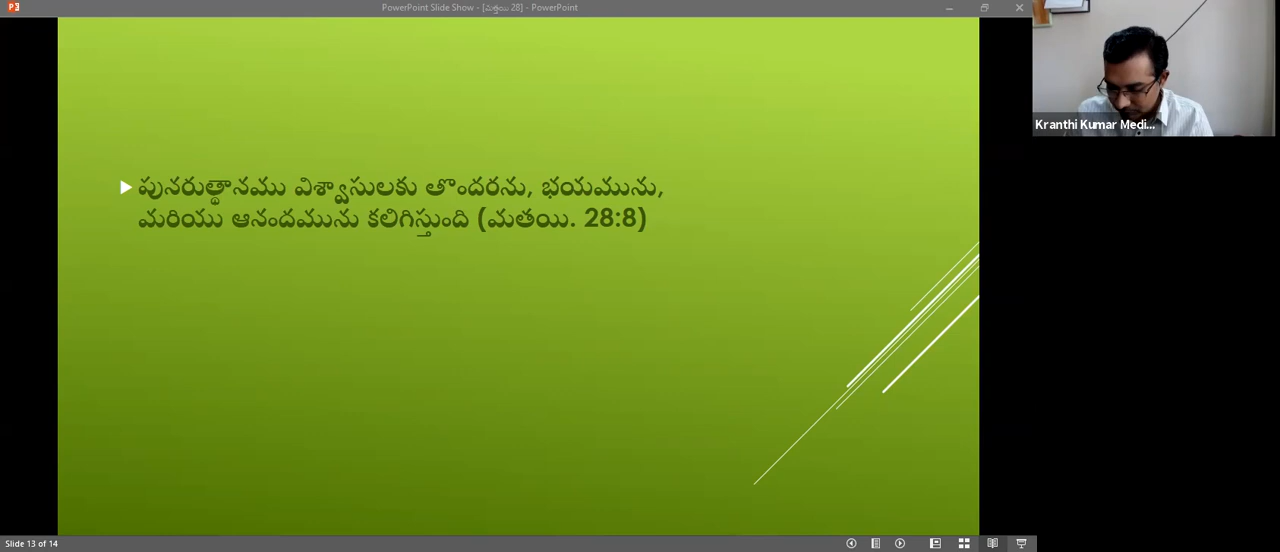 PowerPoint Slide Show - [మత్తయి 28] - PowerPoint
Kranthi Kumar Medi...
పునరుత్థానము విశ్వాసులకు తొందరను, భయమును,
మరియు ఆనందమును కలిగిస్తుంది (మతయి. 28:8)
Slide 13 of 14